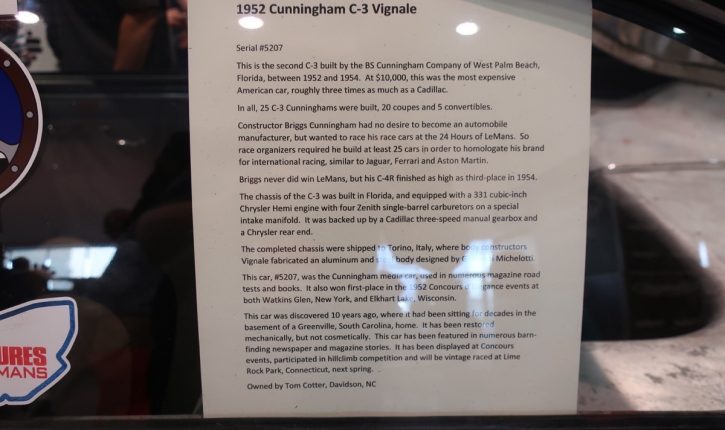 1952 Cunningham C-3 Vignale
Serial #5207
This is the second C-3 built by the BS Cunningham Company of West Palm Beach,
Florida, between 1952 and 1954. At $10,000, this was the most expensive
American car, roughly three times as much as a Cadillac.
In all, 25 C-3 Cunninghams were built, 20 coupes and 5 convertibles.
Constructor Briggs Cunningham had no desire to become an automobile
manufacturer, but wanted to race his race cars at the 24 Hours of LeMans. So
race organizers required he build at least 25 cars in order to homologate his brand
for international racing, similar to Jaguar, Ferrari and Aston Martin.
Briggs never did win LeMans, but his C-4R finished as high as third-place in 1954.
The chassis of the C-3 was built in Florida, and equipped with a 331 cubic-inch
Chrysler Hemi engine with four Zenith single-barrel carburetors on a special
intake manifold. It was backed up by a Cadillac three-speed manual gearbox and
a Chrysler rear end.
The completed chassis were shipped to Torino, Italy, where body constructors
Vignale fabricated an aluminum and body designed by Michelotti.
This car, #5207, was the Cunningham media car, used in numerous magazine road
tests and books. It also won first-place in the 1952 Concours events at
both Watkins Glen, New York, and Elkhart Lake, Wisconsin.
This car was discovered 10 years ago, where it had been sitting for decades in the
basement of a Greenville, South Carolina, home. It has been restored
mechanically, but not cosmetically. This car has been featured in numerous barn-
finding newspaper and magazine stories. It has been displayed at Concours
events, participated in hillclimb competition and will be vintage raced at Lime
Rock Park, Connecticut, next spring.
Owned by Tom Cotter, Davidson, NC
URES
MANS